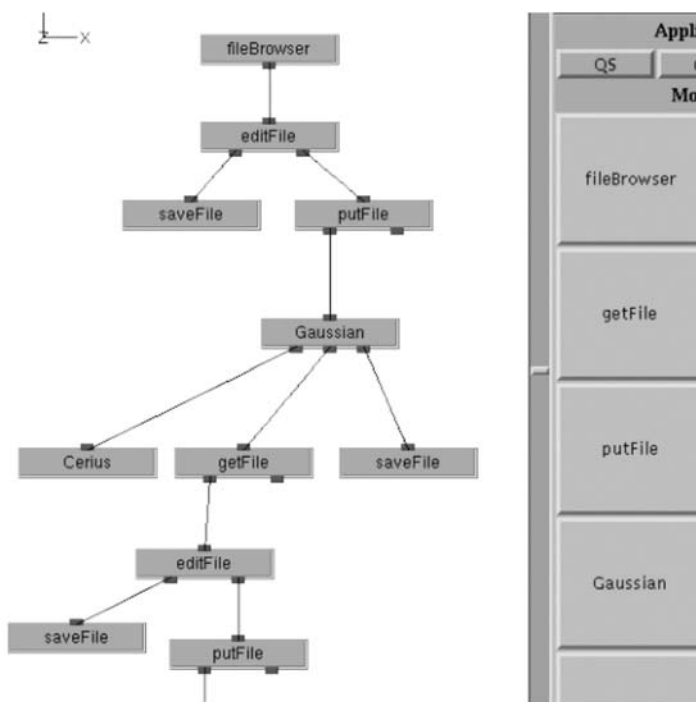 Z X
fileBrowser
editFile
saveFile putFile
Gaussian
Cerius getFile saveFile
editFile
saveFile
putFile
QS
fileBrowser
getFile
putFile
Gaussian